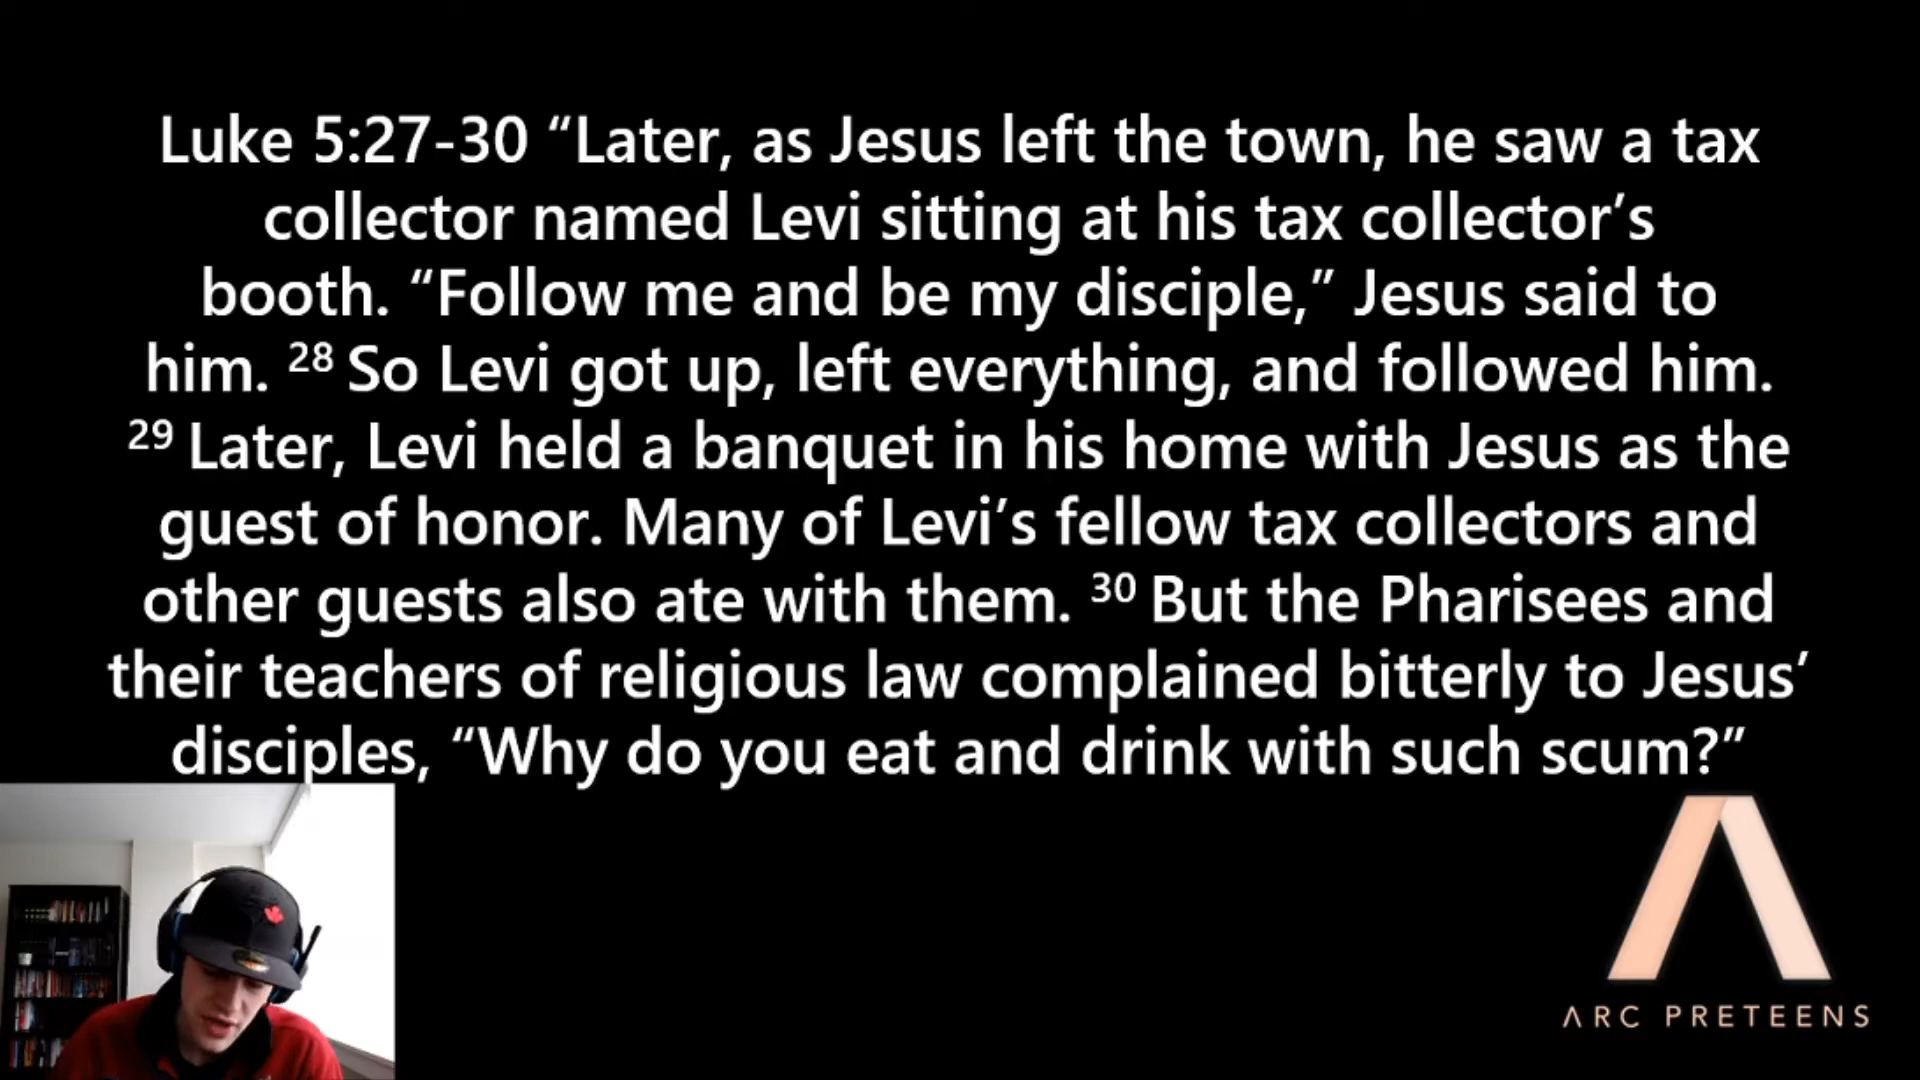 Luke 5:27-30 “Later, as Jesus left the town, he saw a tax
collector named Levi sitting at his tax collector’s
booth. “Follow me and be my disciple,” Jesus said to
him. 28 So Levi got up, left everything, and followed him.
29 Later, Levi held a banquet in his home with Jesus as the
guest of honor. Many of Levi’s fellow tax collectors and
other guests also ate with them. 30 But the Pharisees and
their teachers of religious law complained bitterly to Jesus’
disciples, “Why do you eat and drink with such scum?”
ARC PRETEENS